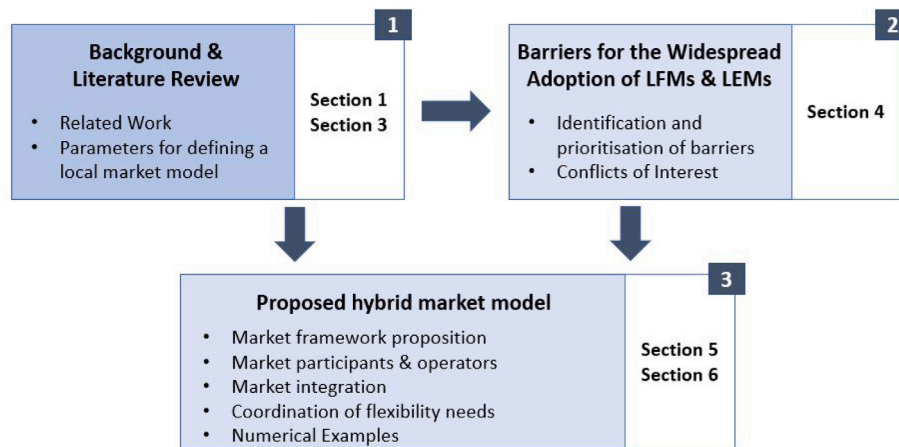 1
Background &
Literature Review
• Related Work
• Parameters for defining a
local market model
Section 1
Section 3
2
Barriers for the Widespread
Adoption of LFMs & LEMs
• Identification and
prioritisation of barriers
• Conflicts of Interest
Section 4
3
Proposed hybrid market model
• Market framework proposition
• Market participants & operators
• Market integration
• Coordination of flexibility needs
• Numerical Examples
Section 5
Section 6